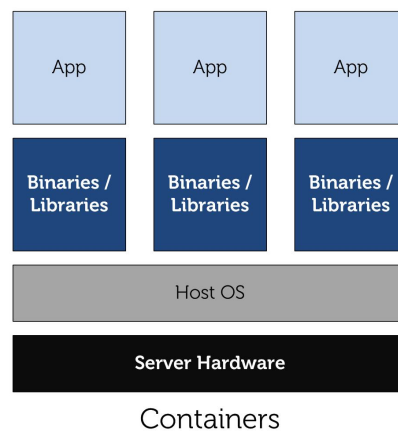 App App App
Binaries / Binaries / Binaries /
Libraries Libraries Libraries
Host OS
Server Hardware
Containers